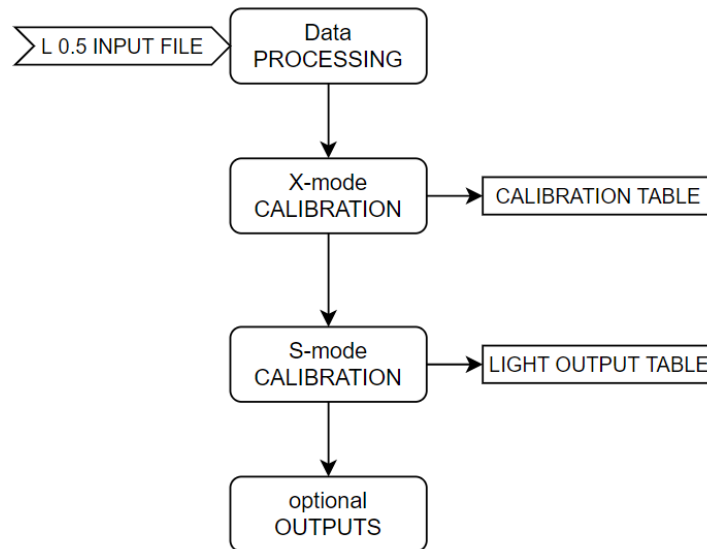 L 0.5 INPUT FILE
Data
PROCESSING
X-mode
CALIBRATION
CALIBRATION TABLE
S-mode
CALIBRATION
LIGHT OUTPUT TABLE
optional
OUTPUTS